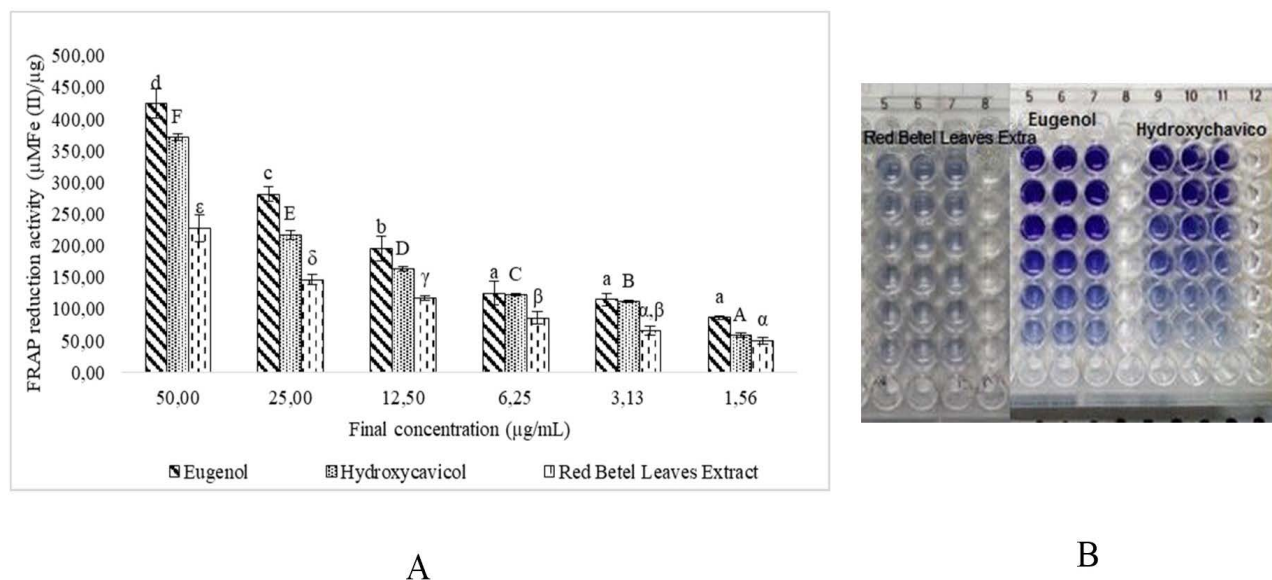 FRAP reduction activity (µMFe (II)/µg)
500,00
450,00
400,00
350,00
300,00
250,00
200,00
150,00
100,00
50,00
0,00
d
F
ε
c
E
δ
b
D
γ
a
C
β
a
B
α,β
a
A
α
50,00 25,00 12,50 6,25 3,13 1,56
Final concentration (µg/mL)
Eugenol Hydroxycavicol Red Betel Leaves Extract
A
5 6 7 8
Red Betel Leaves Extra
5 6 7 8 9 10 11 12
Eugenol
Hydroxychavico
B